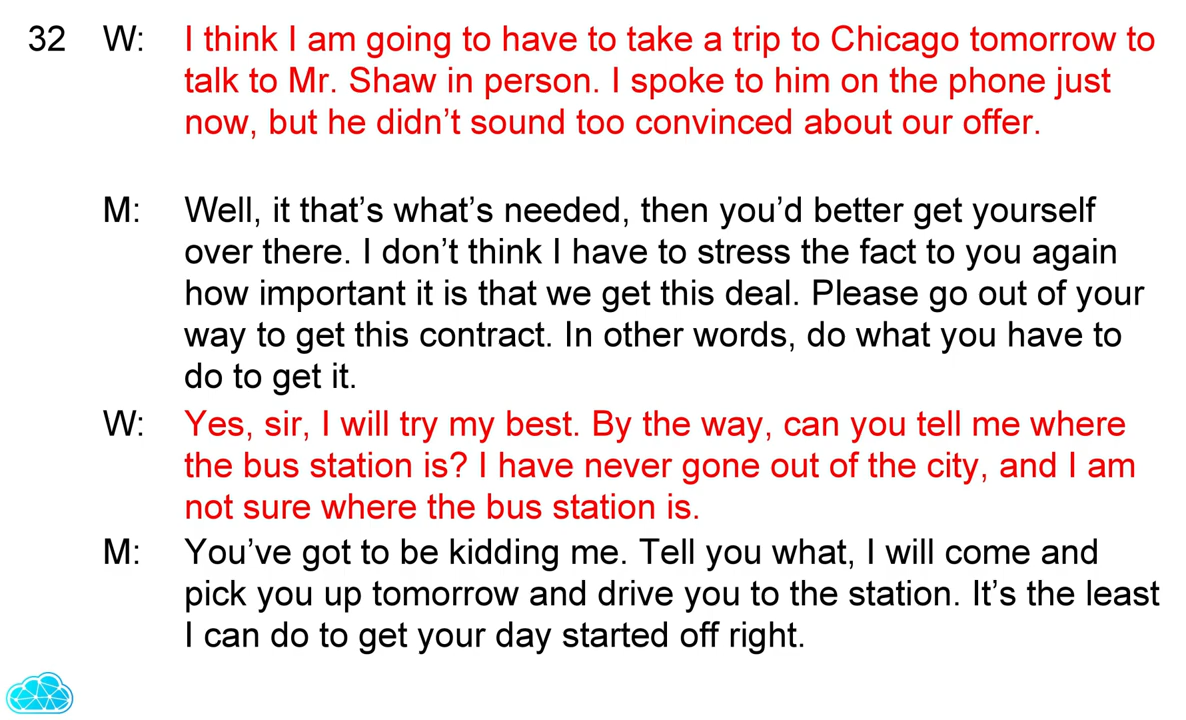 32 W: I think I am going to have to take a trip to Chicago tomorrow to
talk to Mr. Shaw in person. I spoke to him on the phone just
now, but he didn’t sound too convinced about our offer.
M: Well, it that’s what’s needed, then you’d better get yourself
over there. I don’t think I have to stress the fact to you again
how important it is that we get this deal. Please go out of your
way to get this contract. In other words, do what you have to
do to get it.
W: Yes, sir, I will try my best. By the way, can you tell me where
the bus station is? I have never gone out of the city, and I am
not sure where the bus station is.
M: You’ve got to be kidding me. Tell you what, I will come and
pick you up tomorrow and drive you to the station. It’s the least
I can do to get your day started off right.